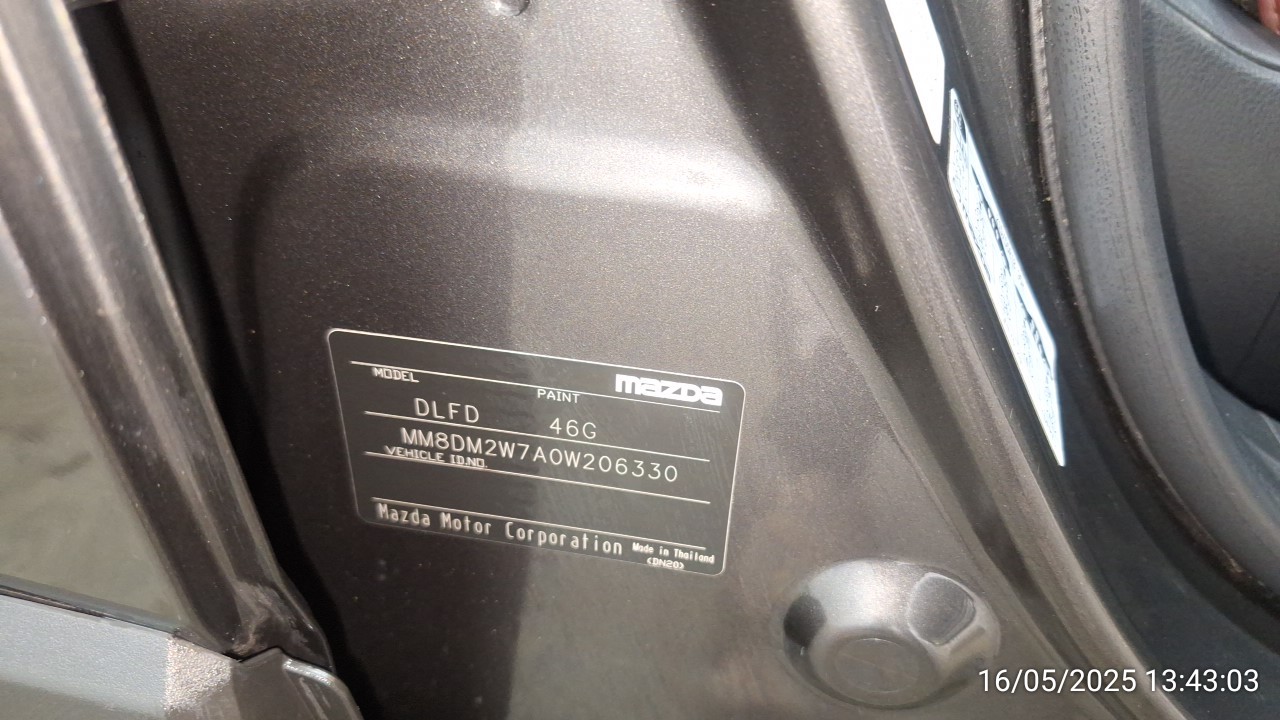 mazda
MODEL PAINT
DLFD 46G
MM8DM2W7A0W206330
VEHICLE ID.NO.
Mazda Motor Corporation Made in Thailand
(DN20)
16/05/2025 13:43:03